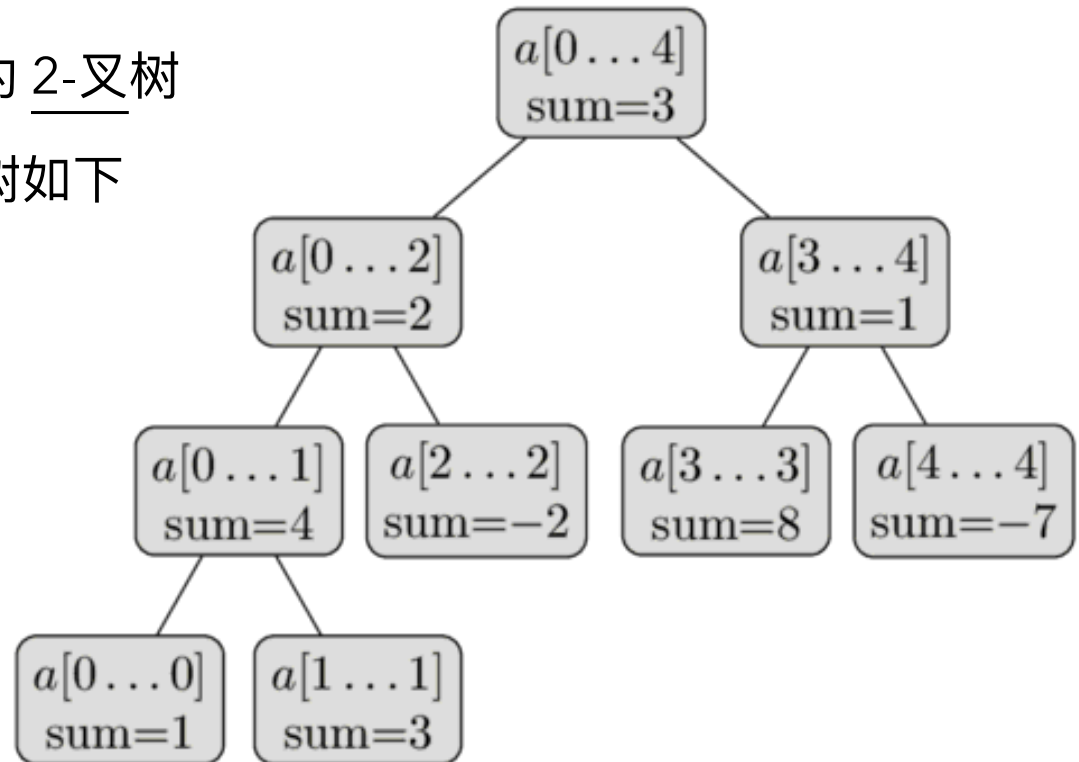 的 2-叉树
树如下
a[0...4]
sum=3
a[0...2]
sum=2
a[3...4]
sum=1
a[0...1]
sum=4
a[2...2]
sum=−2
a[3...3]
sum=8
a[4...4]
sum=−7
a[0...0]
sum=1
a[1...1]
sum=3